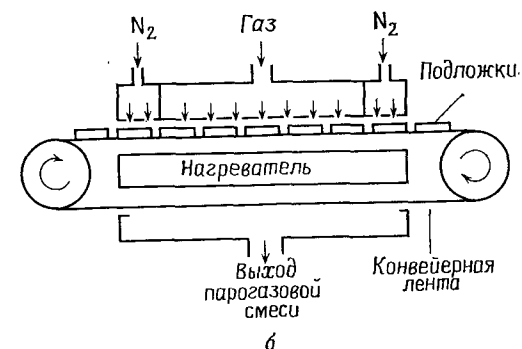 N₂ Газ N₂
Подложки
Нагреватель
Выход
парогазовой
смеси
Конвейерная
лента
б